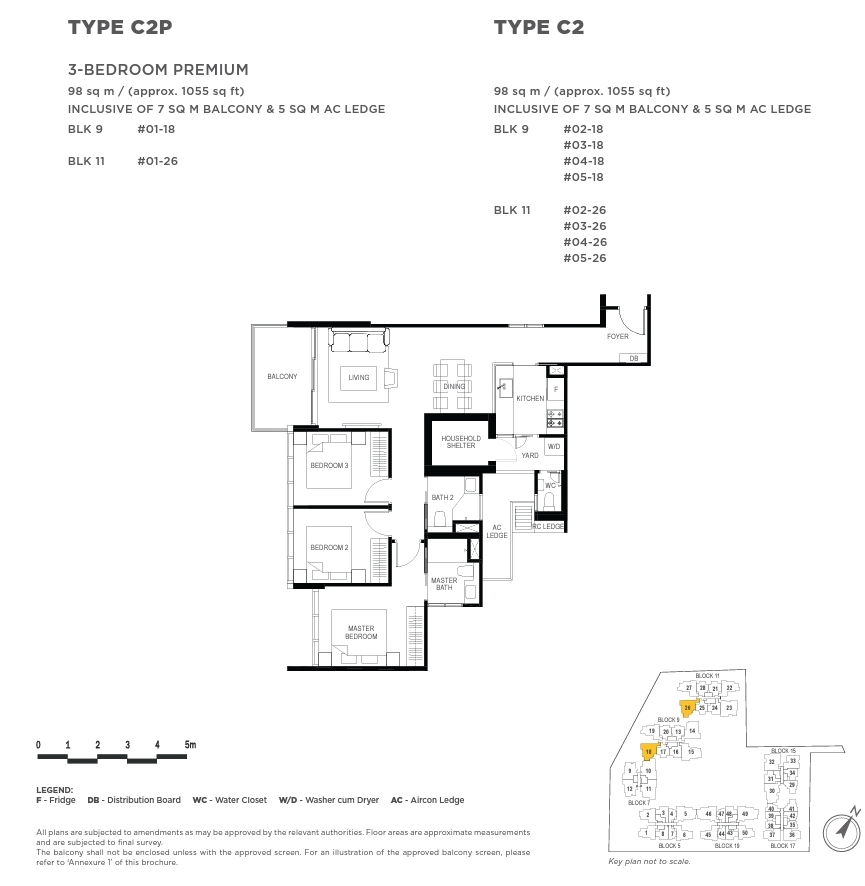 TYPE C2P
3-BEDROOM PREMIUM
98 sq m / (approx. 1055 sq ft)
INCLUSIVE OF 7 SQ M BALCONY & 5 SQ M AC LEDGE
BLK 9 #01-18
BLK 11 #01-26
TYPE C2
98 sq m / (approx. 1055 sq ft)
INCLUSIVE OF 7 SQ M BALCONY & 5 SQ M AC LEDGE
BLK 9 #02-18
#03-18
#04-18
#05-18
BLK 11 #02-26
#03-26
#04-26
#05-26
FOYER
DB
BALCONY
LIVING
DINING
KITCHEN
F
HOUSEHOLD
SHELTER
YARD
W/D
BEDROOM 3
WC
BATH 2
AC
LEDGE
RC LEDGE
BEDROOM 2
MASTER
BATH
MASTER
BEDROOM
0 1 2 3 4 5m
LEGEND:
F - Fridge DB - Distribution Board WC - Water Closet W/D - Washer cum Dryer AC - Aircon Ledge
All plans are subjected to amendments as may be approved by the relevant authorities. Floor areas are approximate measurements
and are subjected to final survey.
The balcony shall not be enclosed unless with the approved screen. For an illustration of the approved balcony screen, please
refer to 'Annexure 1' of this brochure.
BLOCK 11
27 28 21 22
26 25 24 23
BLOCK 9
19 20 13 14
18 17 16 15
BLOCK 15
32 33
9 10
34
31
29
12 11
30
BLOCK 7
40 41
2 3 4 5
46 47 48 49
39 42
38 35
1 8 7 6
45 44 43 50
37 36
BLOCK 5
BLOCK 19
BLOCK 17
N
Key plan not to scale.